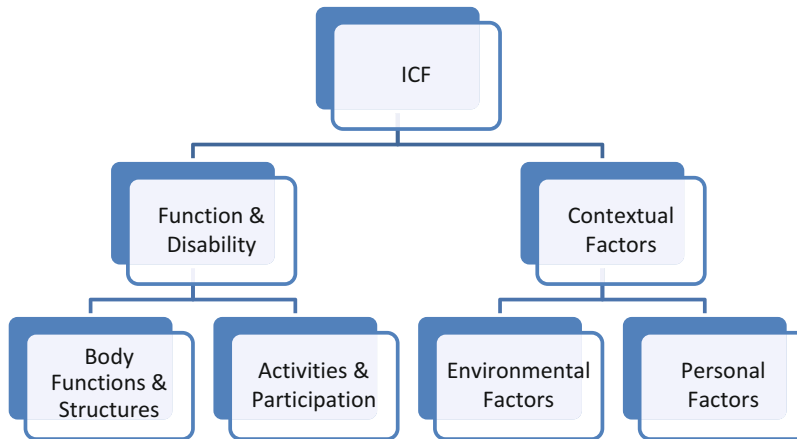 ICF
Function &
Disability
Contextual
Factors
Body
Functions &
Structures
Activities &
Participation
Environmental
Factors
Personal
Factors